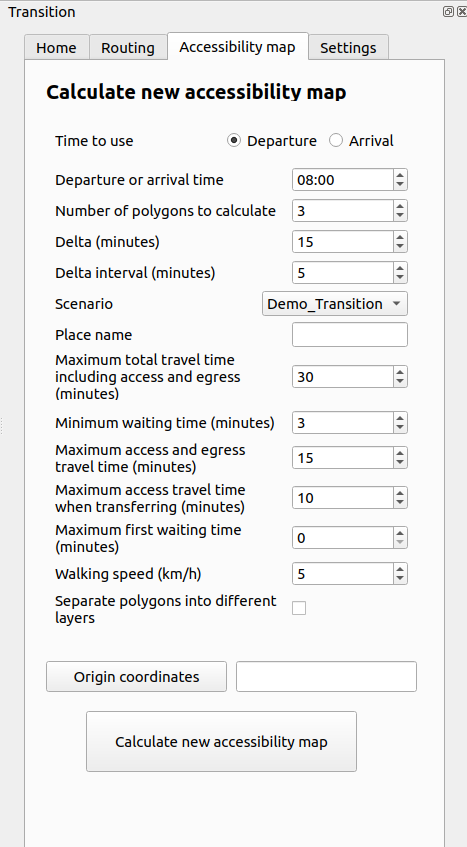 Transition
Home Routing Accessibility map Settings
Calculate new accessibility map
Time to use Departure Arrival
Departure or arrival time 08:00
Number of polygons to calculate 3
Delta (minutes) 15
Delta interval (minutes) 5
Scenario Demo_Transition
Place name
Maximum total travel time
including access and egress 30
(minutes)
Minimum waiting time (minutes) 3
Maximum access and egress
travel time (minutes) 15
Maximum access travel time
when transferring (minutes) 10
Maximum first waiting time
(minutes) 0
Walking speed (km/h) 5
Separate polygons into different
layers
Origin coordinates
Calculate new accessibility map